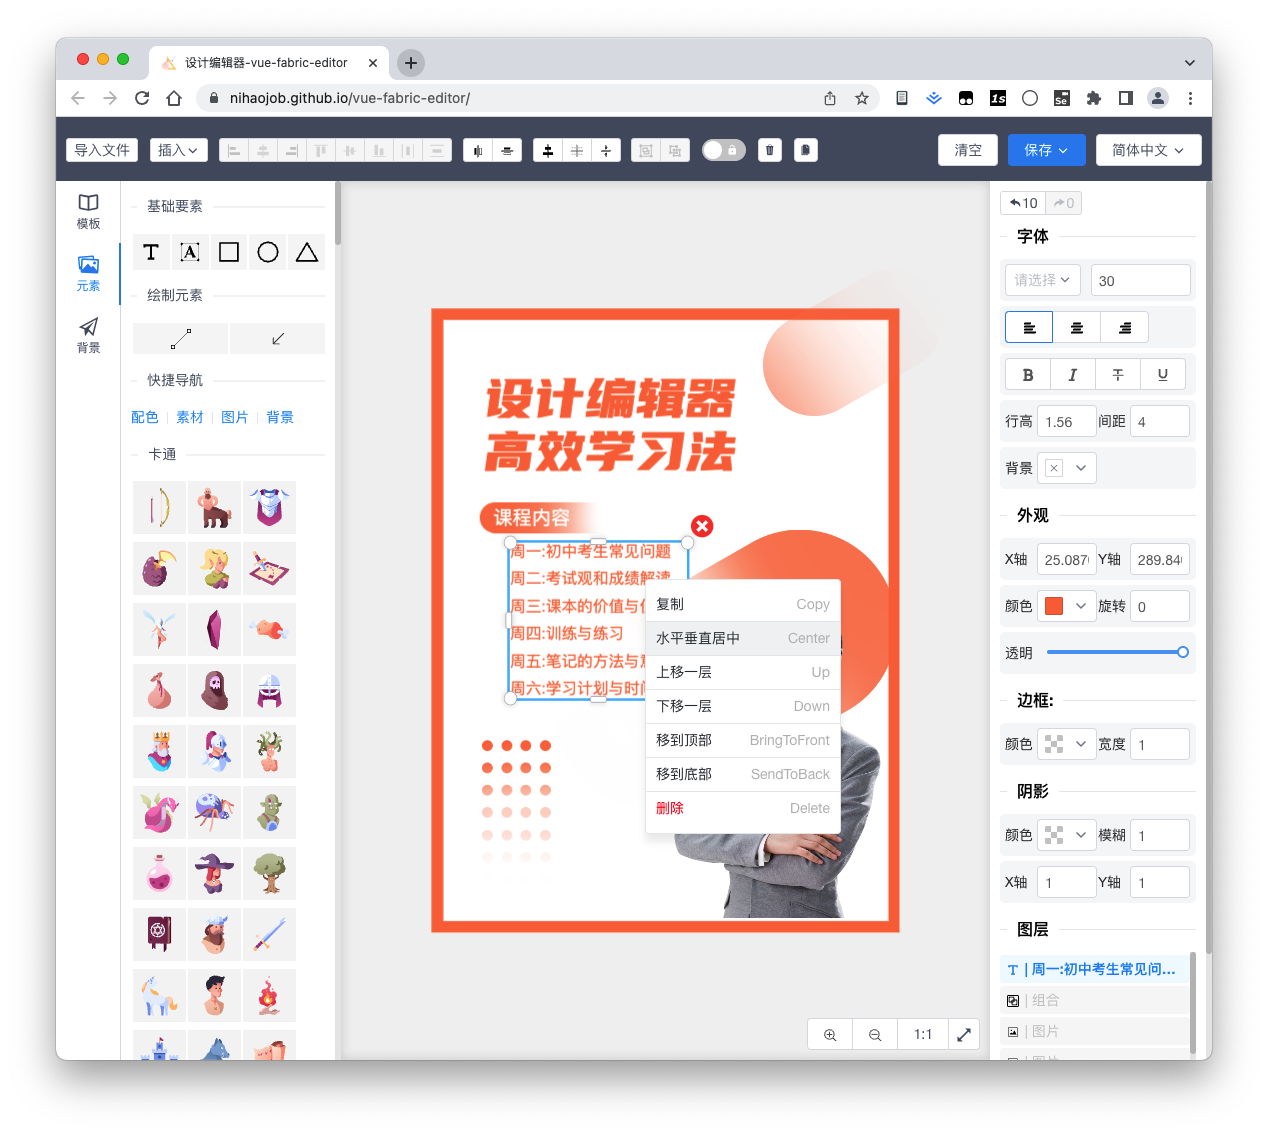 设计编辑器-vue-fabric-editor
nihaojob.github.io/vue-fabric-editor/
导入文件
插入
清空
保存
简体中文
模板
元素
背景
基础要素
绘制元素
快捷导航
配色 素材 图片 背景
卡通
设计编辑器
高效学习法
课程内容
周一:初中考生常见问题
周二:考试观和成绩解读
周三:课本的价值与
周四:训练与练习
周五:笔记的方法与
周六:学习计划与时
复制 Copy
水平垂直居中 Center
上移一层 Up
下移一层 Down
移到顶部 BringToFront
移到底部 SendToBack
删除 Delete
1:1
10
0
字体
请选择 30
B I T U
行高 1.56 间距 4
背景
外观
X轴 25.087 Y轴 289.84
颜色 旋转 0
透明
边框:
颜色 宽度 1
阴影
颜色 模糊 1
X轴 1 Y轴 1
图层
T | 周一:初中考生常见问...
| 组合
| 图片